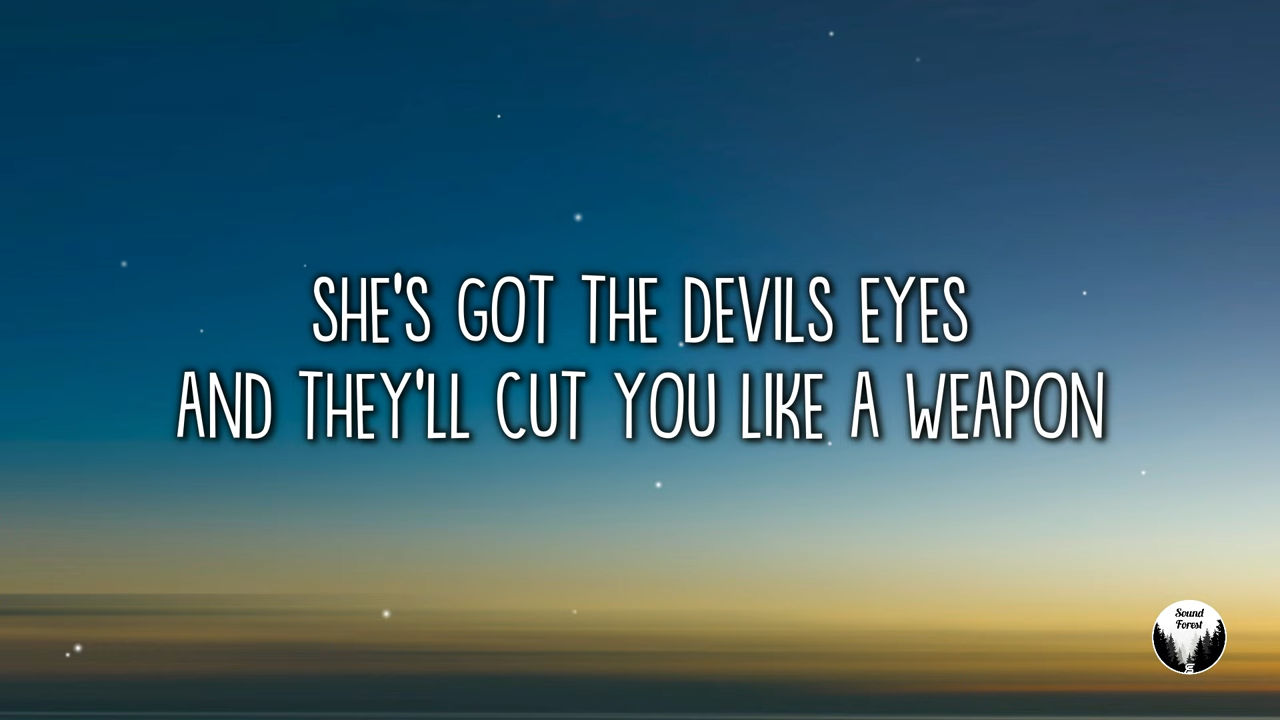 SHE'S GOT THE DEVILS EYES
AND THEY'LL CUT YOU LIKE A WEAPON
Sound
Forest